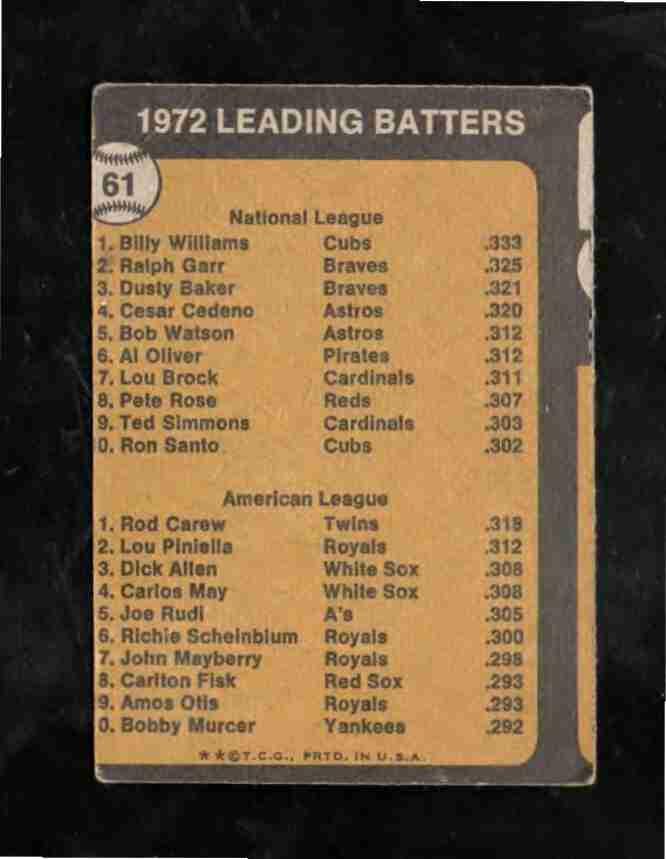 1972 LEADING BATTERS
61
National League
1. Billy Williams Cubs .333
2. Ralph Garr Braves .325
3. Dusty Baker Braves .321
4. Cesar Cedeno Astros .320
5. Bob Watson Astros .312
6. Al Oliver Pirates .312
7. Lou Brock Cardinals .311
8. Pete Rose Reds .307
9. Ted Simmons Cardinals .303
0. Ron Santo Cubs .302
American League
1. Rod Carew Twins .318
2. Lou Piniella Royals .312
3. Dick Allen White Sox .308
4. Carlos May White Sox .308
5. Joe Rudi A's .305
6. Richie Scheinblum Royals .300
7. John Mayberry Royals .298
8. Carlton Fisk Red Sox .293
9. Amos Otis Royals .293
0. Bobby Murcer Yankees .292
★★©T.C.G., PRTD. IN U.S.A.